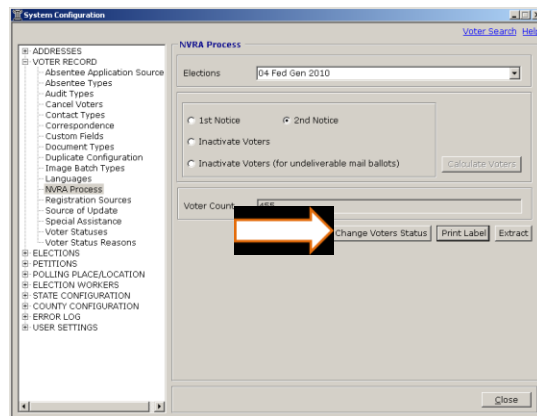 System Configuration
Voter Search Help
ADDRESSES
VOTER RECORD
Absentee Application Source
Absentee Types
Audit Types
Cancel Voters
Contact Types
Correspondence
Custom Fields
Document Types
Duplicate Configuration
Image Batch Types
Languages
NVRA Process
Registration Sources
Source of Update
Special Assistance
Voter Statuses
Voter Status Reasons
ELECTIONS
PETITIONS
POLLING PLACE/LOCATION
ELECTION WORKERS
STATE CONFIGURATION
COUNTY CONFIGURATION
ERROR LOG
USER SETTINGS
NVRA Process
Elections 04 Fed Gen 2010
1st Notice 2nd Notice
Inactivate Voters
Inactivate Voters (for undeliverable mail ballots) Calculate Voters
Voter Count
Change Voters Status Print Label Extract
Close